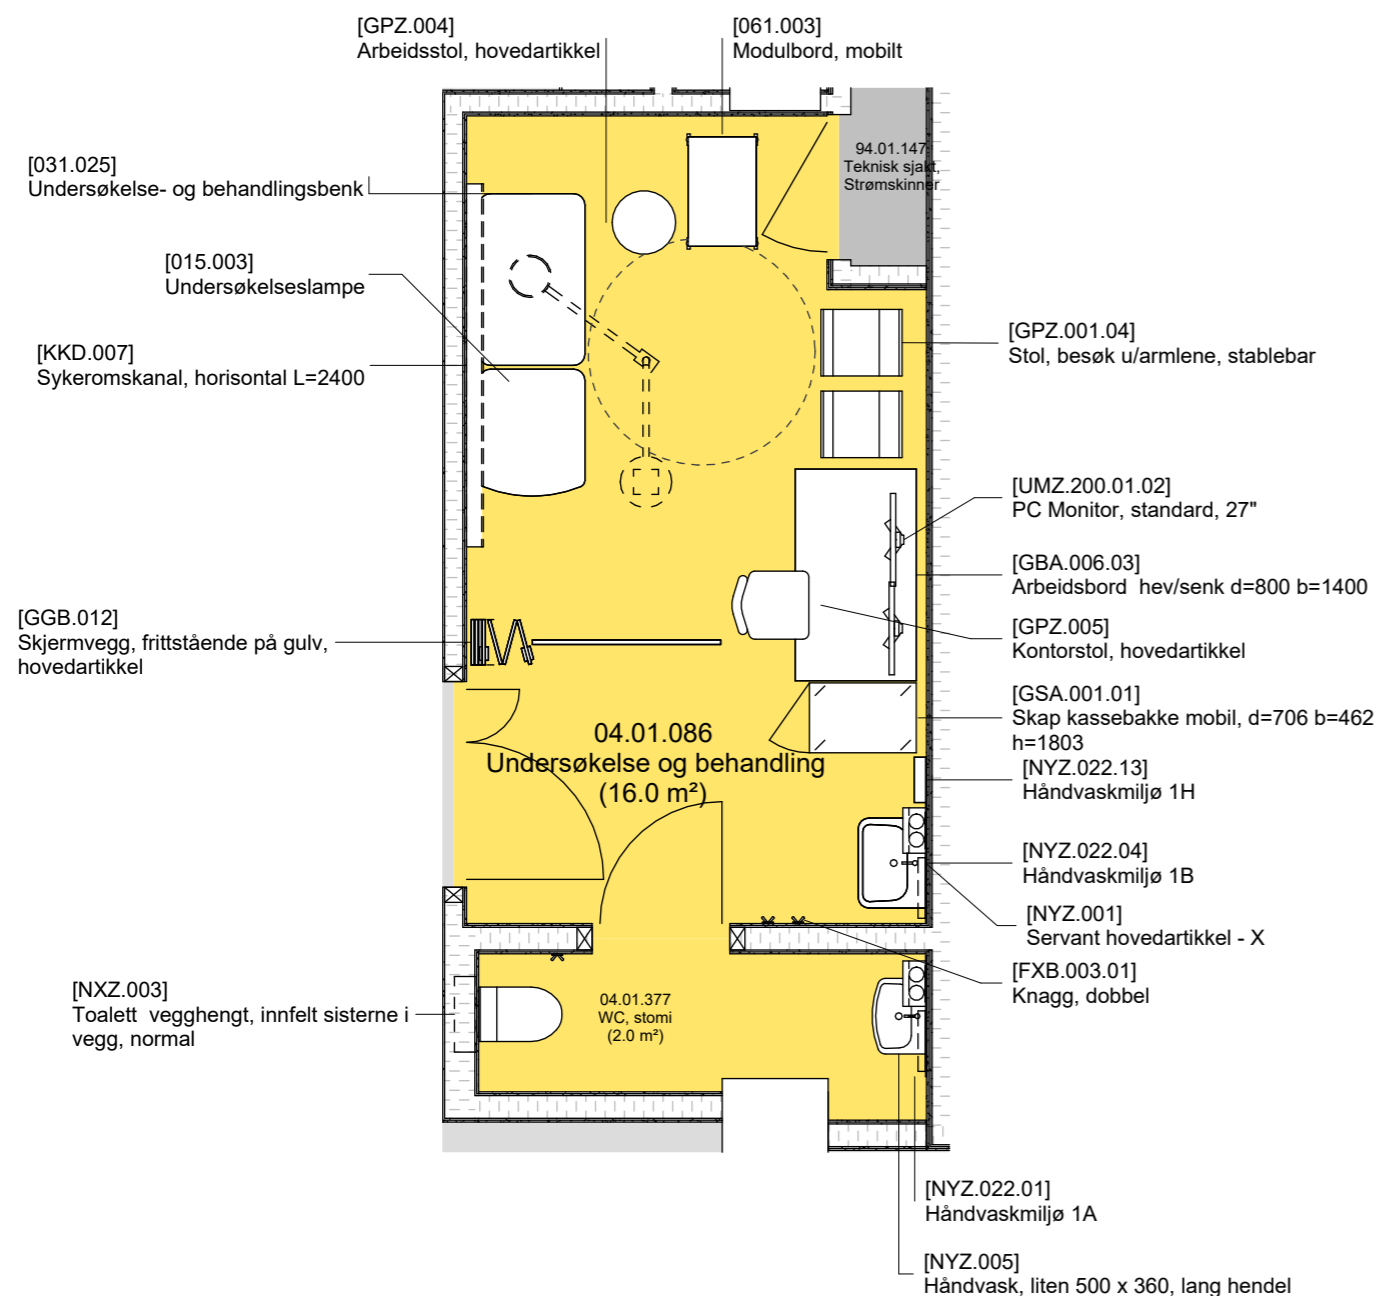 [GPZ.004]
Arbeidsstol, hovedartikkel
[061.003]
Modulbord, mobilt
[031.025]
Undersøkelse- og behandlingsbenk
94.01.147
Teknisk sjakt,
Strømskinner
[015.003]
Undersøkelseslampe
[KKD.007]
Sykeromskanal, horisontal L=2400
[GPZ.001.04]
Stol, besøk u/armlene, stablebar
[UMZ.200.01.02]
PC Monitor, standard, 27"
[GBA.006.03]
Arbeidsbord  hev/senk d=800 b=1400
[GGB.012]
Skjermvegg, frittstående på gulv,
hovedartikkel
[GPZ.005]
Kontorstol, hovedartikkel
[GSA.001.01]
Skap kassebakke mobil, d=706 b=462
h=1803
04.01.086
Undersøkelse og behandling
(16.0 m²)
[NYZ.022.13]
Håndvaskmiljø 1H
[NYZ.022.04]
Håndvaskmiljø 1B
[NYZ.001]
Servant hovedartikkel - X
[FXB.003.01]
Knagg, dobbel
[NXZ.003]
Toalett  vegghengt, innfelt sisterne i
vegg, normal
04.01.377
WC, stomi
(2.0 m²)
[NYZ.022.01]
Håndvaskmiljø 1A
[NYZ.005]
Håndvask, liten 500 x 360, lang hendel